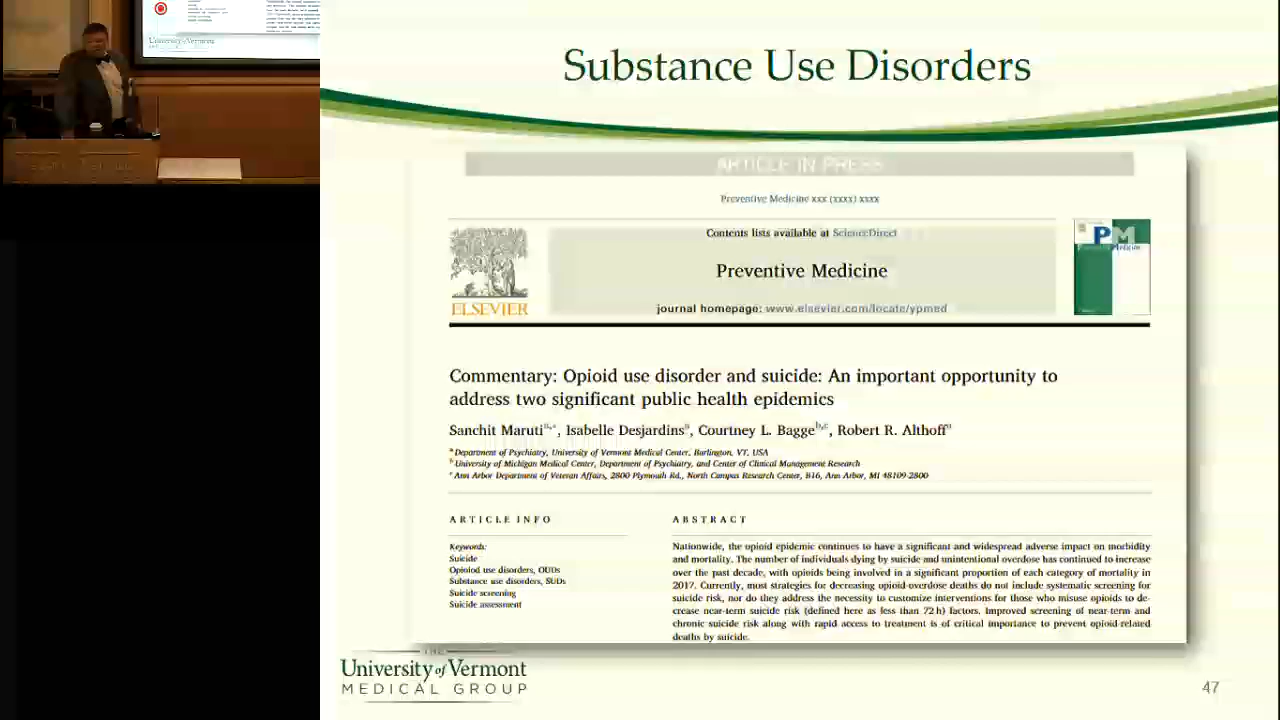 Substance Use Disorders
ARTICLE IN PRESS
Preventive Medicine xxx (xxxx) xxxx
Contents lists available at ScienceDirect
Preventive Medicine
journal homepage: www.elsevier.com/locate/ypmed
ELSEVIER
PM
Commentary: Opioid use disorder and suicide: An important opportunity to
address two significant public health epidemics
Sanchit Maruti a,*, Isabelle Desjardins a, Courtney L. Bagge b,c, Robert R. Althoff a
a Department of Psychiatry, University of Vermont Medical Center, Burlington, VT, USA
b University of Michigan Medical Center, Department of Psychiatry, and Center of Clinical Management Research
c Ann Arbor Department of Veteran Affairs, 2800 Plymouth Rd., North Campus Research Center, B16, Ann Arbor, MI 48109-2800
ARTICLE INFO
Keywords:
Suicide
Opioiod use disorders, OUDs
Substance use disorders, SUDs
Suicide screening
Suicide assessment
ABSTRACT
Nationwide, the opioid epidemic continues to have a significant and widespread adverse impact on morbidity
and mortality. The number of individuals dying by suicide and unintentional overdose has continued to increase
over the past decade, with opioids being involved in a significant proportion of each category of mortality in
2017. Currently, most strategies for decreasing opioid-overdose deaths do not include systematic screening for
suicide risk, nor do they address the necessity to customize interventions for those who misuse opioids to de-
crease near-term suicide risk (defined here as less than 72 h) factors. Improved screening of near-term and
chronic suicide risk along with rapid access to treatment is of critical importance to prevent opioid-related
deaths by suicide.
THE
University of Vermont
MEDICAL GROUP
47
University of Vermont